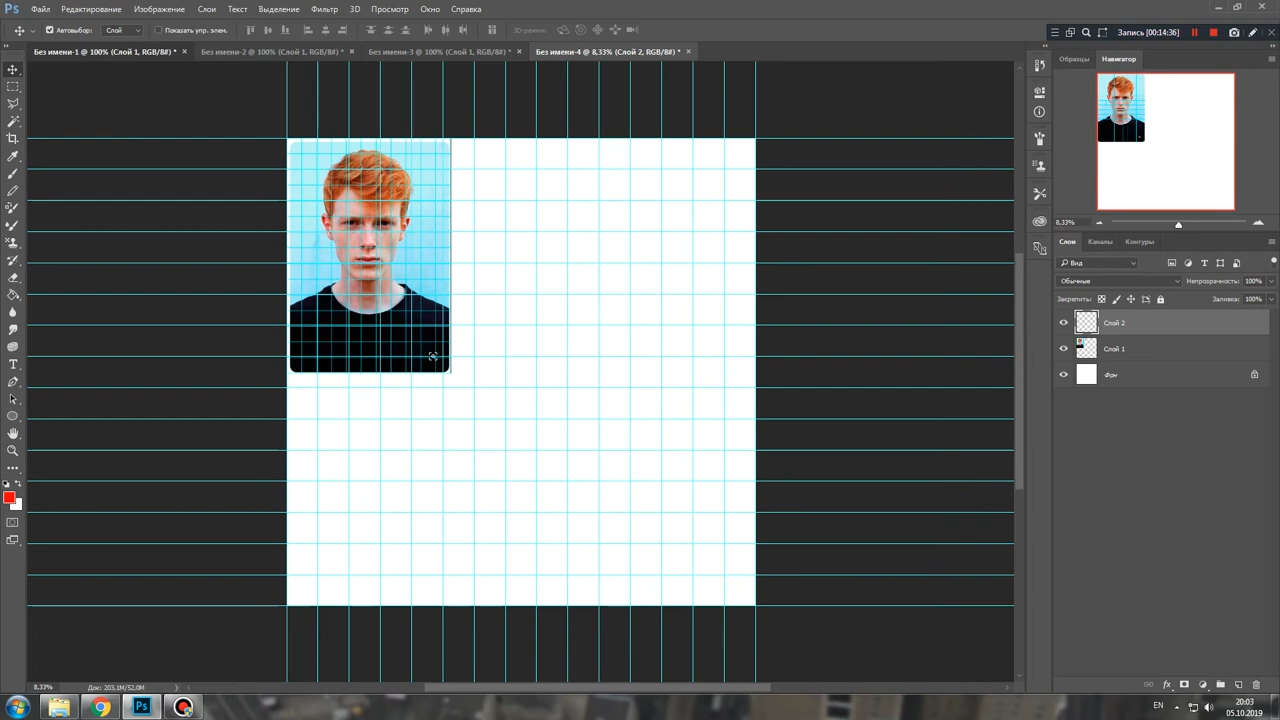 Ps Файл Редактирование Изображение Слои Текст Выделение Фильтр 3D Просмотр Окно Справка
Автовыбор: Слой Показать упр. элем. 3D-режим: Запись [00:14:36]
Без имени-1 @ 100% (Слой 1, RGB/8#) * × Без имени-2 @ 100% (Слой 1, RGB/8#) * × Без имени-3 @ 100% (Слой 1, RGB/8#) * × Без имени-4 @ 8,33% (Слой 2, RGB/8#) * ×
Образцы Навигатор
8,33%
Слои Каналы Контуры
Вид
Обычные Непрозрачность: 100%
Закрепить: Заливка: 100%
Слой 2
Слой 1
Фон
8,33% Док: 203,1M/52,0M
Ps EN 20:03
05.10.2019